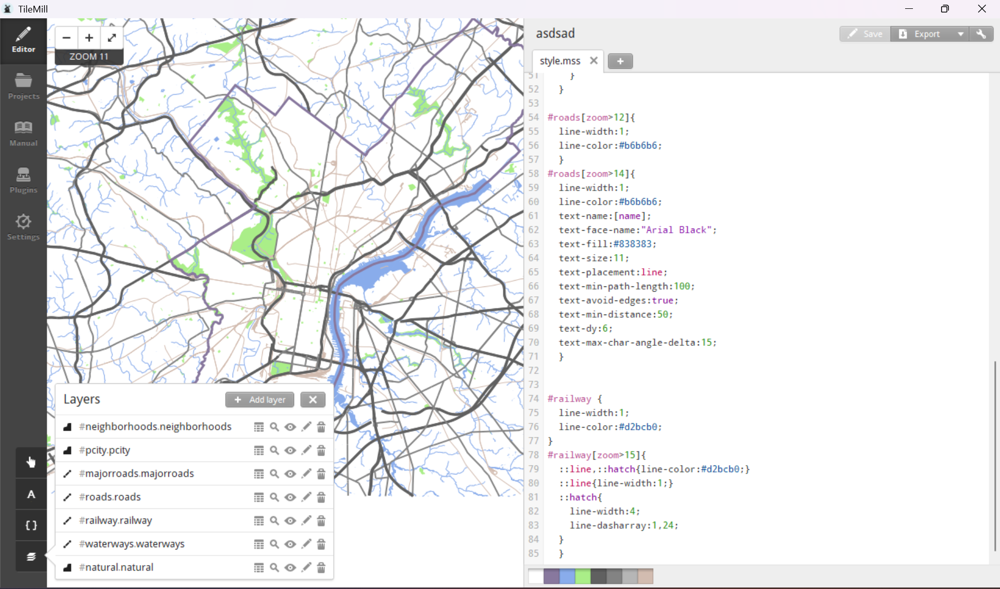 TileMill
Editor
Projects
Manual
Plugins
Settings
ZOOM 11
asdsad
Save
Export
style.mss
51 }
52 }
53
54 #roads[zoom>12]{
55 line-width:1;
56 line-color:#b6b6b6;
57 }
58 #roads[zoom>14]{
59 line-width:1;
60 line-color:#b6b6b6;
61 text-name:[name];
62 text-face-name:"Arial Black";
63 text-fill:#838383;
64 text-size:11;
65 text-placement:line;
66 text-min-path-length:100;
67 text-avoid-edges:true;
68 text-min-distance:50;
69 text-dy:6;
70 text-max-char-angle-delta:15;
71 }
72
73
74 #railway {
75 line-width:1;
76 line-color:#d2bcb0;
77 }
78 #railway[zoom>15]{
79 ::line,::hatch{line-color:#d2bcb0;}
80 ::line{line-width:1;}
81 ::hatch{
82 line-width:4;
83 line-dasharray:1,24;
84 }
85 }
Layers
+ Add layer
#neighborhoods.neighborhoods
#pcity.pcity
#majorroads.majorroads
#roads.roads
#railway.railway
#waterways.waterways
#natural.natural
A
{ }